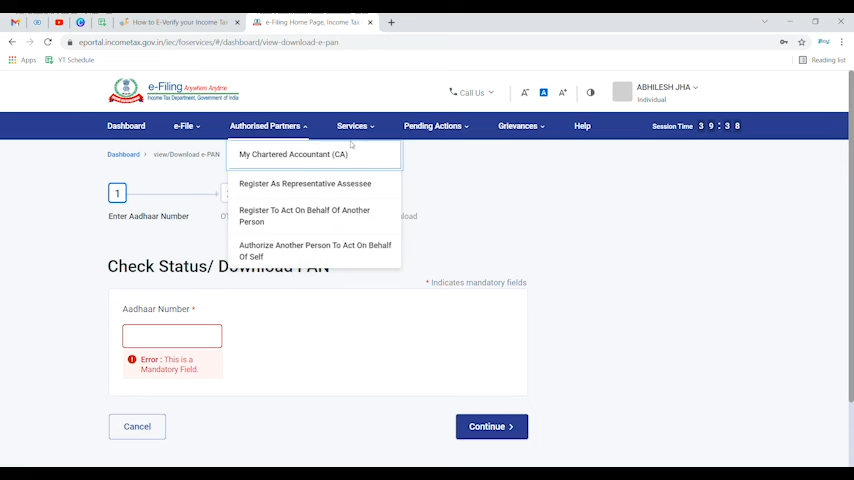 How to E-Verify your Income Tax
e-Filing Home Page, Income Tax
eportal.incometax.gov.in/iec/foservices/#/dashboard/view-download-e-pan
Apps YT Schedule Reading list
e-Filing Anywhere Anytime
Income Tax Department, Government of India
Call Us A- A A+ ABHILESH JHA
Individual
Dashboard e-File Authorised Partners Services Pending Actions Grievances Help Session Time 3 9 : 3 8
Dashboard > view/Download e-PAN
My Chartered Accountant (CA)
Register As Representative Assessee
1
Enter Aadhaar Number
Register To Act On Behalf Of Another
Person
Authorize Another Person To Act On Behalf
Of Self
Check Status/ Download PAN
* Indicates mandatory fields
Aadhaar Number *
Error : This is a
Mandatory Field.
Cancel Continue >